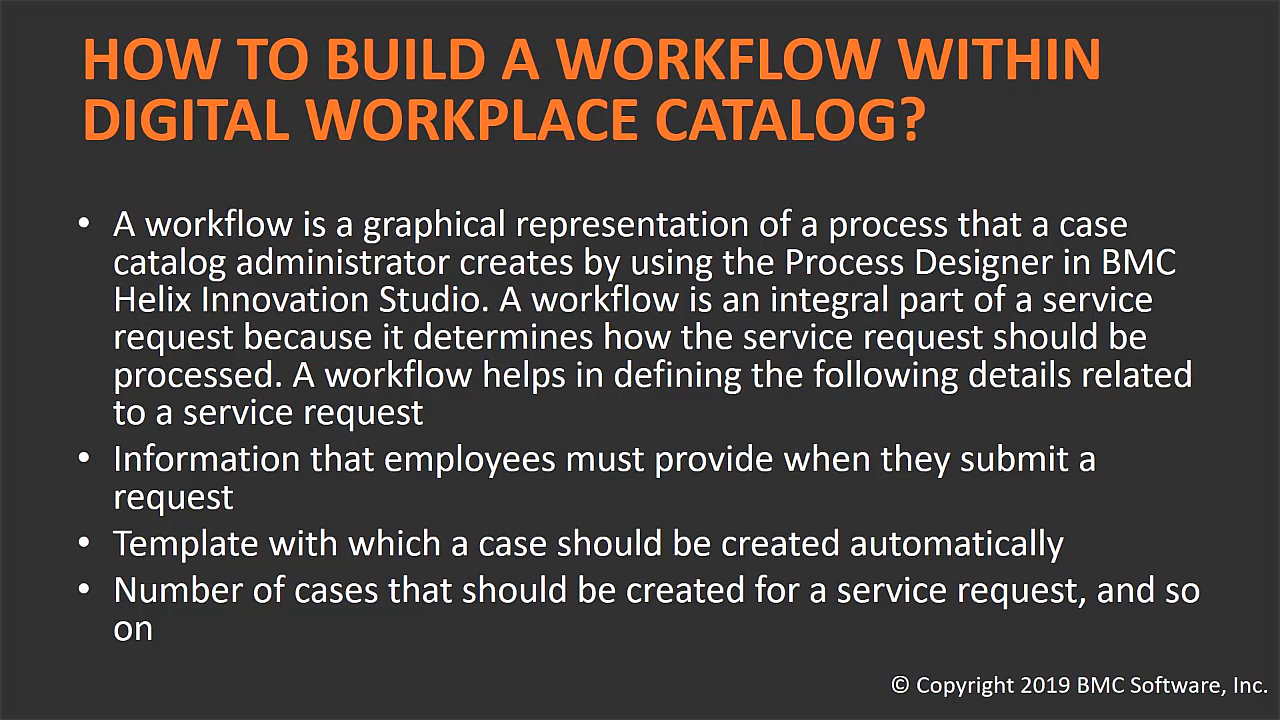 HOW TO BUILD A WORKFLOW WITHIN
DIGITAL WORKPLACE CATALOG?
• A workflow is a graphical representation of a process that a case
catalog administrator creates by using the Process Designer in BMC
Helix Innovation Studio. A workflow is an integral part of a service
request because it determines how the service request should be
processed. A workflow helps in defining the following details related
to a service request
• Information that employees must provide when they submit a
request
• Template with which a case should be created automatically
• Number of cases that should be created for a service request, and so
on
© Copyright 2019 BMC Software, Inc.